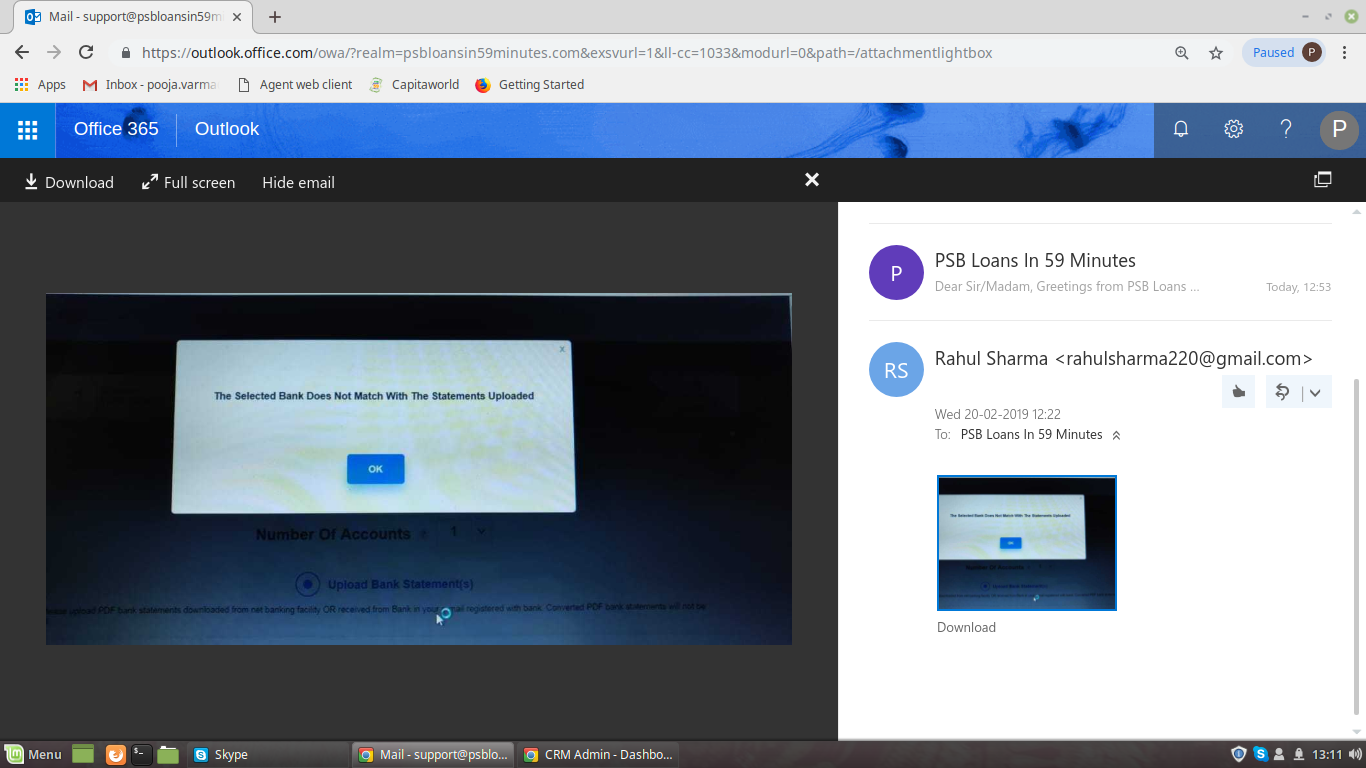 Mail - support@psbloansin59m
https://outlook.office.com/owa/?realm=psbloansin59minutes.com&exsvurl=1&ll-cc=1033&modurl=0&path=/attachmentlightbox
Paused
P
Apps
Inbox - pooja.varma
Agent web client
Capitaworld
Getting Started
Office 365
Outlook
?
P
Download
Full screen
Hide email
P
PSB Loans In 59 Minutes
Dear Sir/Madam, Greetings from PSB Loans ...
Today, 12:53
RS
Rahul Sharma <rahulsharma220@gmail.com>
Wed 20-02-2019 12:22
To: PSB Loans In 59 Minutes
x
The Selected Bank Does Not Match With The Statements Uploaded
OK
Number Of Accounts
1
Upload Bank Statement(s)
upload PDF bank statements downloaded from net banking facility OR received from Bank in your email registered with bank. Converted PDF bank statements will not be
The Selected Bank Does Not Match With The Statements Uploaded
OK
Number Of Accounts
Download
Menu
Skype
Mail - support@psblo...
CRM Admin - Dashbo...
13:11